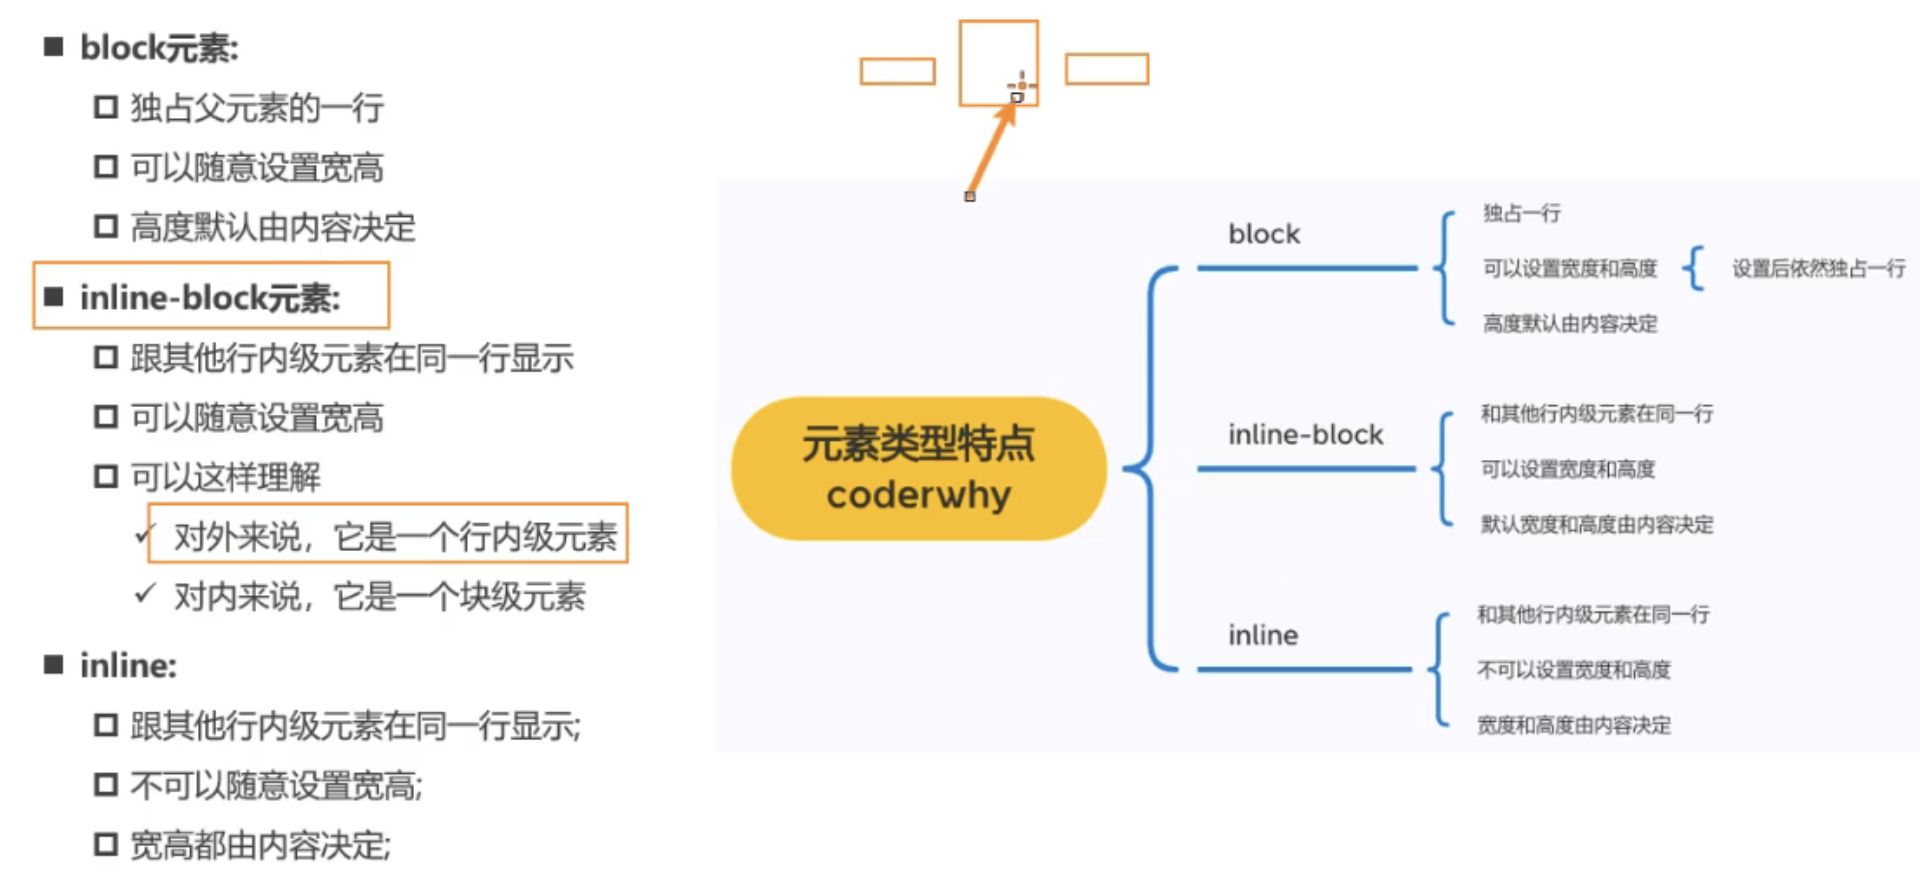 block元素:
独占父元素的一行
可以随意设置宽高
高度默认由内容决定
inline-block元素:
跟其他行内级元素在同一行显示
可以随意设置宽高
可以这样理解
对外来说，它是一个行内级元素
对内来说，它是一个块级元素
inline:
跟其他行内级元素在同一行显示;
不可以随意设置宽高;
宽高都由内容决定;
元素类型特点
coderwhy
block
独占一行
可以设置宽度和高度
设置后依然独占一行
高度默认由内容决定
inline-block
和其他行内级元素在同一行
可以设置宽度和高度
默认宽度和高度由内容决定
inline
和其他行内级元素在同一行
不可以设置宽度和高度
宽度和高度由内容决定